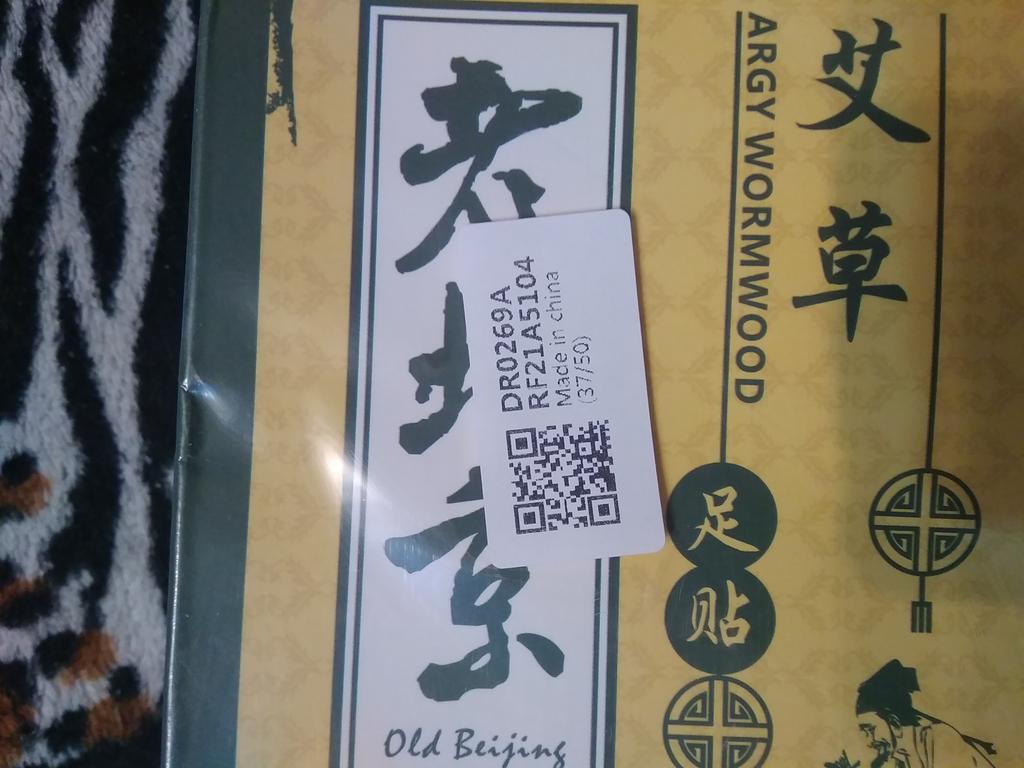 老北京
Old Beijing
DR0269A
RF21A5104
Made in china
(37/50)
艾草
ARGY WORMWOOD
足贴